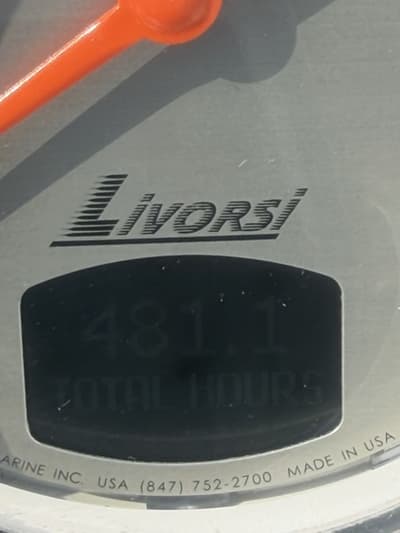 LIVORSI
481.1
TOTAL HOURS
ARINE INC. USA (847) 752-2700 MADE IN USA